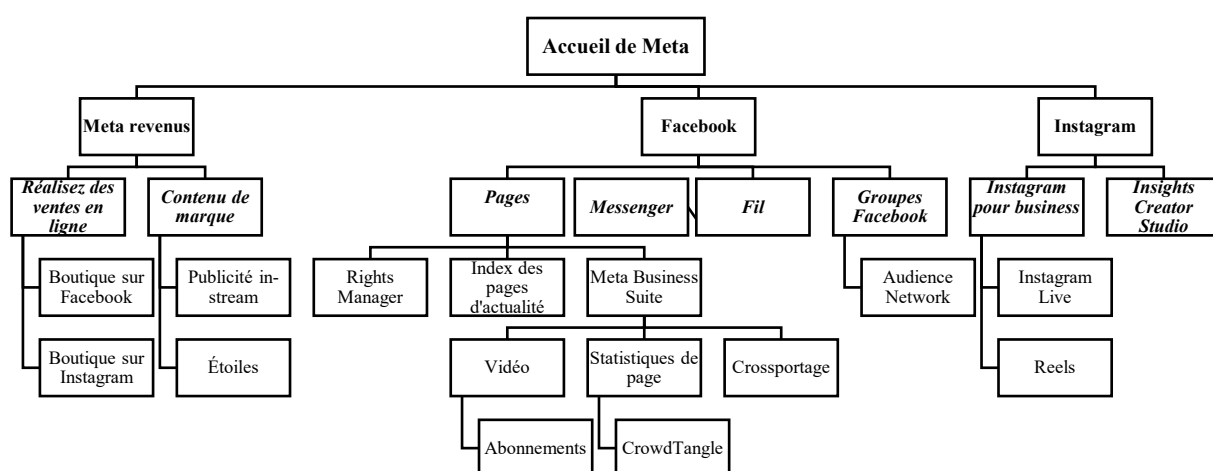 Accueil de Meta
Meta revenus
Facebook
Instagram
Réalisez des
ventes en
ligne
Contenu de
marque
Pages
Messenger
Fil
Groupes
Facebook
Instagram
pour business
Insights
Creator
Studio
Boutique sur
Facebook
Publicité in-
stream
Rights
Manager
Index des
pages
d'actualité
Meta Business
Suite
Audience
Network
Instagram
Live
Boutique sur
Instagram
Étoiles
Vidéo
Statistiques de
page
Crossportage
Reels
Abonnements
CrowdTangle